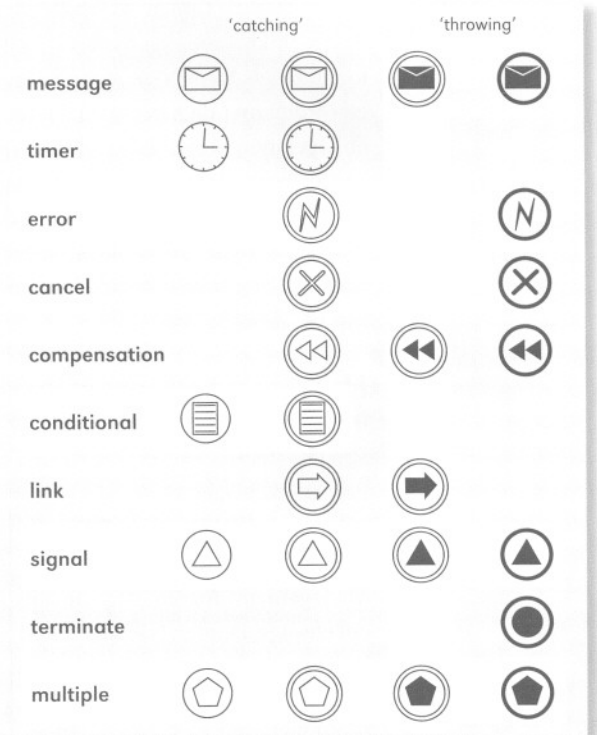 'catching' 'throwing'
message
timer
error
cancel
compensation
conditional
link
signal
terminate
multiple